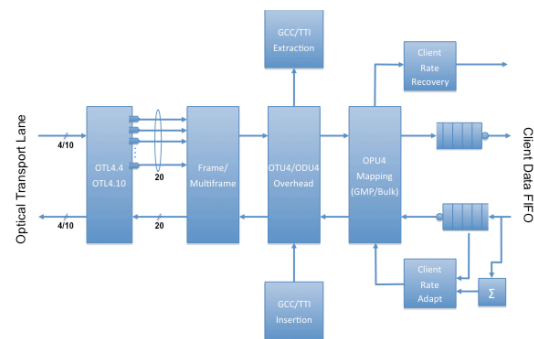 GCC/TTI
Extraction
Client
Rate
Recovery
Optical Transport Lane
4/10
OTL4.4
OTL4.10
20
Frame/
Multiframe
OTU4/ODU4
Overhead
OPU4
Mapping
(GMP/Bulk)
Client Data FIFO
4/10
20
Client
Rate
Adapt
Σ
GCC/TTI
Insertion